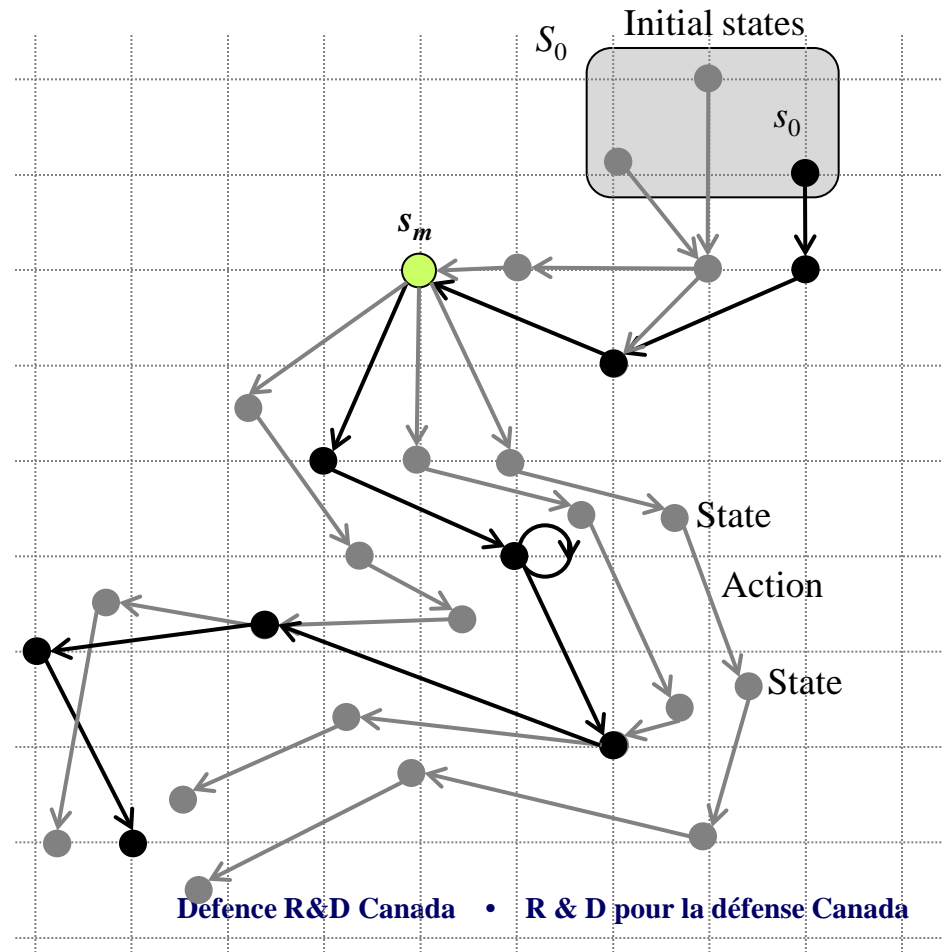 Initial states
S0
s0
sm
State
Action
State
Defence R&D Canada • R & D pour la défense Canada